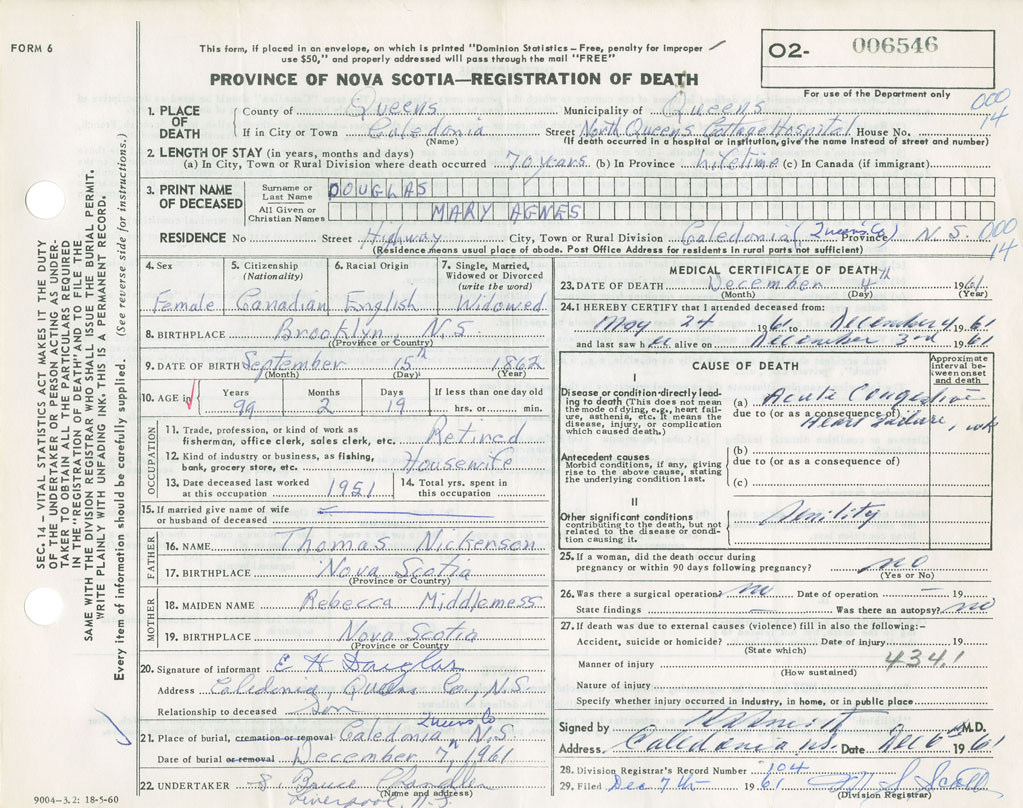 FORM 6
This form, if placed in an envelope, on which is printed "Dominion Statistics – Free, penalty for improper
use $50," and properly addressed will pass through the mail "FREE"
PROVINCE OF NOVA SCOTIA—REGISTRATION OF DEATH
O2- 006546
For use of the Department only
000
14
1. PLACE OF DEATH
County of Queens Municipality of Queens
If in City or Town Caledonia Street North Queens Cottage Hospital House No.
(Name) (If death occurred in a hospital or institution, give the name instead of street and number)
2. LENGTH OF STAY (in years, months and days)
(a) In City, Town or Rural Division where death occurred 70 years (b) In Province Lifetime (c) In Canada (if immigrant)
3. PRINT NAME OF DECEASED
Surname or Last Name DOUGLAS
All Given or Christian Names MARY AGNES
RESIDENCE No Street Highway City, Town or Rural Division Caledonia (Queens Co) Province N.S. 000
14
(Residence means usual place of abode. Post Office Address for residents in rural parts not sufficient)
4. Sex Female
5. Citizenship (Nationality) Canadian
6. Racial Origin English
7. Single, Married, Widowed or Divorced (write the word) Widowed
8. BIRTHPLACE Brooklyn, N.S.
(Province or Country)
9. DATE OF BIRTH September 15th 1862
(Month) (Day) (Year)
10. AGE in Years 99 Months 2 Days 19 If less than one day old hrs. or min.
OCCUPATION
11. Trade, profession, or kind of work as
fisherman, office clerk, sales clerk, etc. Retired
12. Kind of industry or business, as fishing,
bank, grocery store, etc. Housewife
13. Date deceased last worked
at this occupation 1951
14. Total yrs. spent in
this occupation
15. If married give name of wife
or husband of deceased
FATHER
16. NAME Thomas Nickerson
17. BIRTHPLACE Nova Scotia
(Province or Country)
MOTHER
18. MAIDEN NAME Rebecca Middlemess
19. BIRTHPLACE Nova Scotia
(Province or Country)
20. Signature of informant E H Douglas
Address Caledonia, Queens Co., N.S.
Relationship to deceased Son
21. Place of burial, cremation or removal Caledonia Queens Co N.S.
Date of burial or removal December 7th, 1961
22. UNDERTAKER Bruce Chandler
(Name and address)
Liverpool, N.S.
9004-3.2: 18-5-60
MEDICAL CERTIFICATE OF DEATH
23. DATE OF DEATH December 4th 1961
(Month) (Day) (Year)
24. I HEREBY CERTIFY that I attended deceased from:
May 24 1961 to December 4 1961
and last saw her alive on December 3rd 1961
CAUSE OF DEATH
Approximate interval between onset and death
I
Disease or condition directly leading to death (This does not mean the mode of dying, e.g., heart failure, asthenia, etc. It means the disease, injury, or complication which caused death.)
(a) Acute Congestive
due to (or as a consequence of)
Heart Failure,
Antecedent causes
Morbid conditions, if any, giving rise to the above cause, stating the underlying condition last.
(b)
due to (or as a consequence of)
(c)
II
Other significant conditions
contributing to the death, but not related to the disease or condition causing it.
Senility
25. If a woman, did the death occur during
pregnancy or within 90 days following pregnancy? no
(Yes or No)
26. Was there a surgical operation? no Date of operation – 19
State findings – Was there an autopsy? no
27. If death was due to external causes (violence) fill in also the following:-
Accident, suicide or homicide? Date of injury 19
(State which)
4341
Manner of injury
(How sustained)
Nature of injury
Specify whether injury occurred in industry, in home, or in public place
Signed by M.D.
Address Caledonia N.S. Date Dec 6th 1961
28. Division Registrar's Record Number 104
29. Filed Dec 7th 1961
(Division Registrar)
SEC. 14 – VITAL STATISTICS ACT MAKES IT THE DUTY
OF THE UNDERTAKER OR PERSON ACTING AS UNDER-
TAKER TO OBTAIN ALL THE PARTICULARS REQUIRED
IN THE "REGISTRATION OF DEATH" AND TO FILE THE
SAME WITH THE DIVISION REGISTRAR WHO SHALL ISSUE THE BURIAL PERMIT.
WRITE PLAINLY WITH UNFADING INK. THIS IS A PERMANENT RECORD.
Every item of information should be carefully supplied. (See reverse side for instructions.)